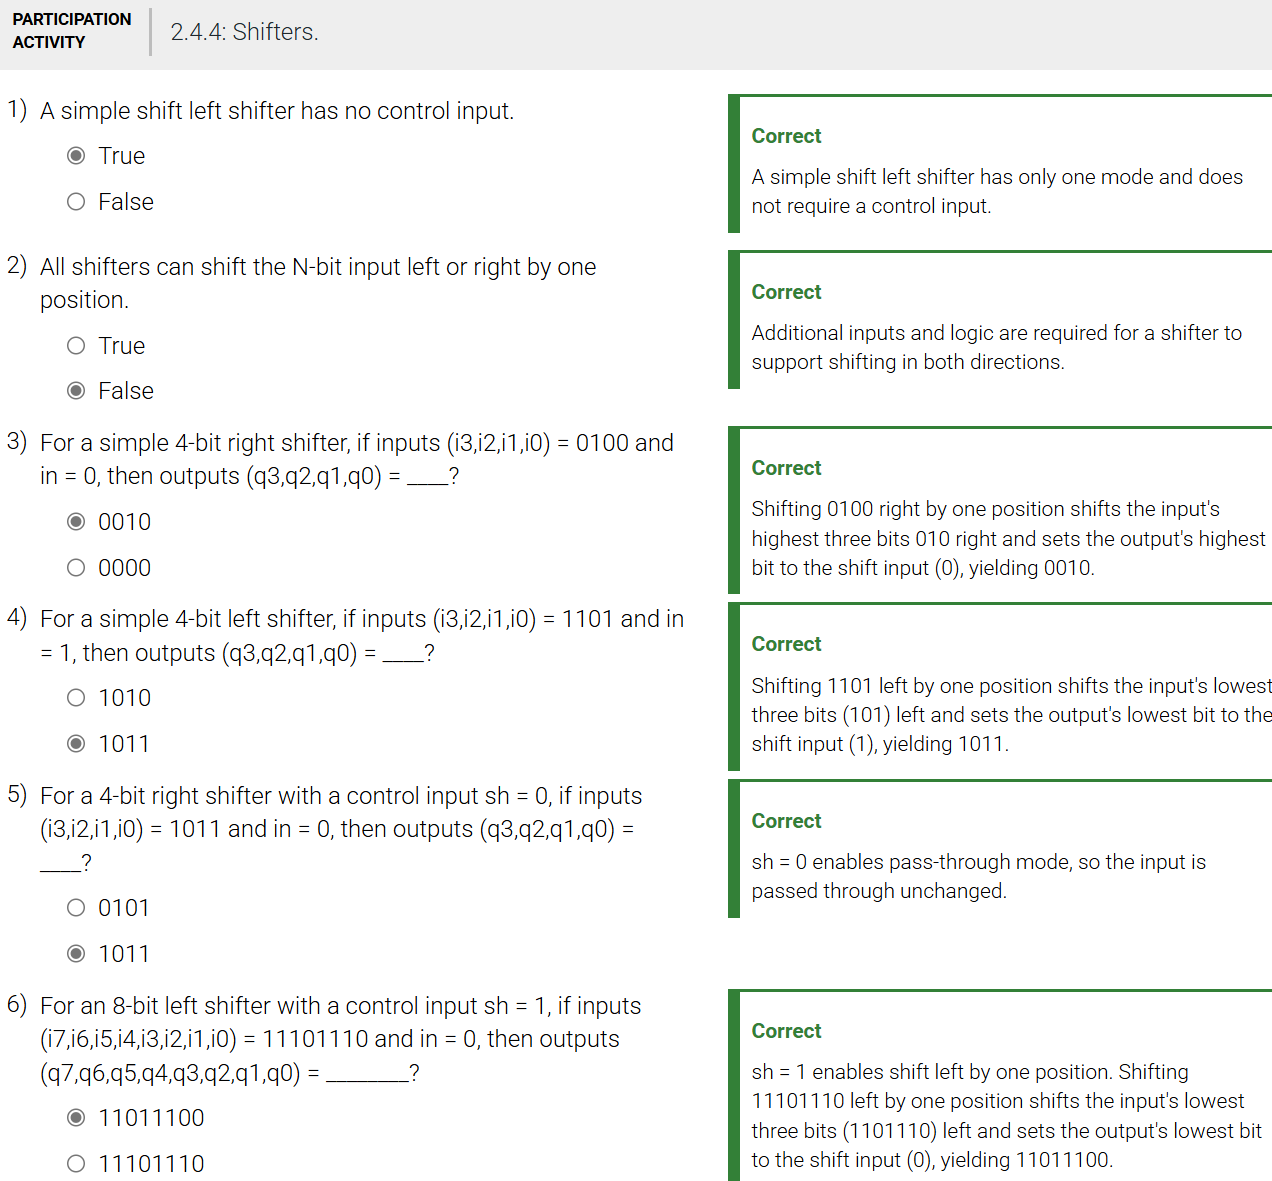 PARTICIPATION
ACTIVITY
2.4.4: Shifters.
1) A simple shift left shifter has no control input.
True
False
Correct
A simple shift left shifter has only one mode and does
not require a control input.
2) All shifters can shift the N-bit input left or right by one
position.
True
False
Correct
Additional inputs and logic are required for a shifter to
support shifting in both directions.
3) For a simple 4-bit right shifter, if inputs (i3,i2,i1,i0) = 0100 and
in = 0, then outputs (q3,q2,q1,q0) = ____?
0010
0000
Correct
Shifting 0100 right by one position shifts the input's
highest three bits 010 right and sets the output's highest
bit to the shift input (0), yielding 0010.
4) For a simple 4-bit left shifter, if inputs (i3,i2,i1,i0) = 1101 and in
= 1, then outputs (q3,q2,q1,q0) = ____?
1010
1011
Correct
Shifting 1101 left by one position shifts the input's lowest
three bits (101) left and sets the output's lowest bit to the
shift input (1), yielding 1011.
5) For a 4-bit right shifter with a control input sh = 0, if inputs
(i3,i2,i1,i0) = 1011 and in = 0, then outputs (q3,q2,q1,q0) =
____?
0101
1011
Correct
sh = 0 enables pass-through mode, so the input is
passed through unchanged.
6) For an 8-bit left shifter with a control input sh = 1, if inputs
(i7,i6,i5,i4,i3,i2,i1,i0) = 11101110 and in = 0, then outputs
(q7,q6,q5,q4,q3,q2,q1,q0) = ________?
11011100
11101110
Correct
sh = 1 enables shift left by one position. Shifting
11101110 left by one position shifts the input's lowest
three bits (1101110) left and sets the output's lowest bit
to the shift input (0), yielding 11011100.